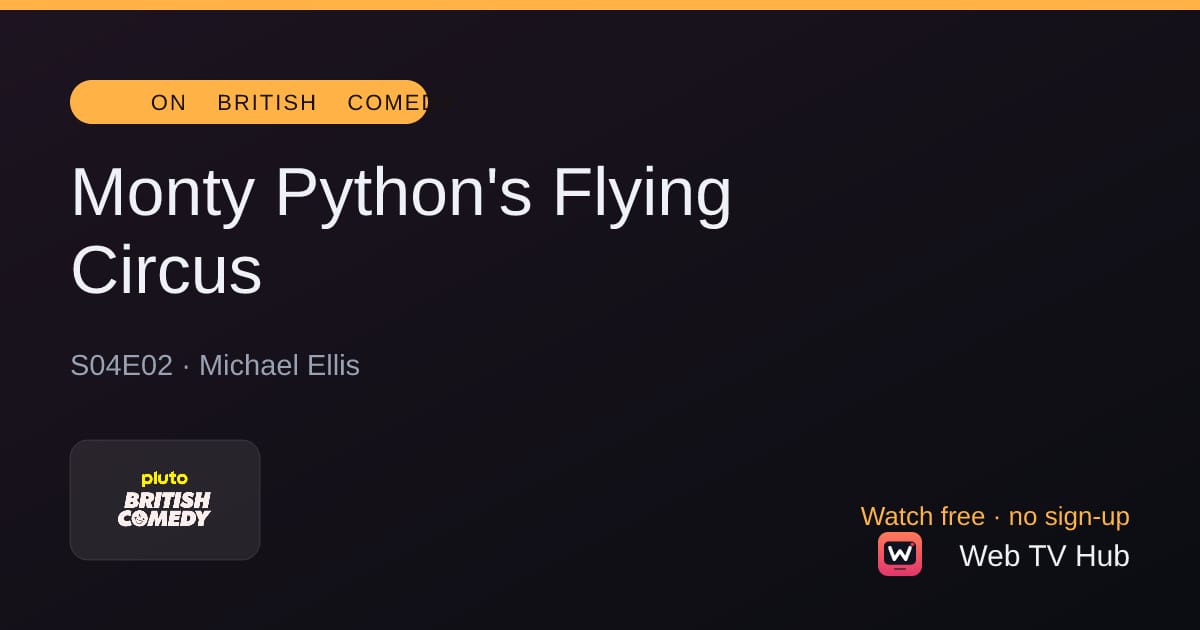 ON BRITISH COMEDY
Monty Python's Flying
Circus
S04E02 · Michael Ellis
pluto
BRITISH
COMEDY
Watch free · no sign-up
W
Web TV Hub